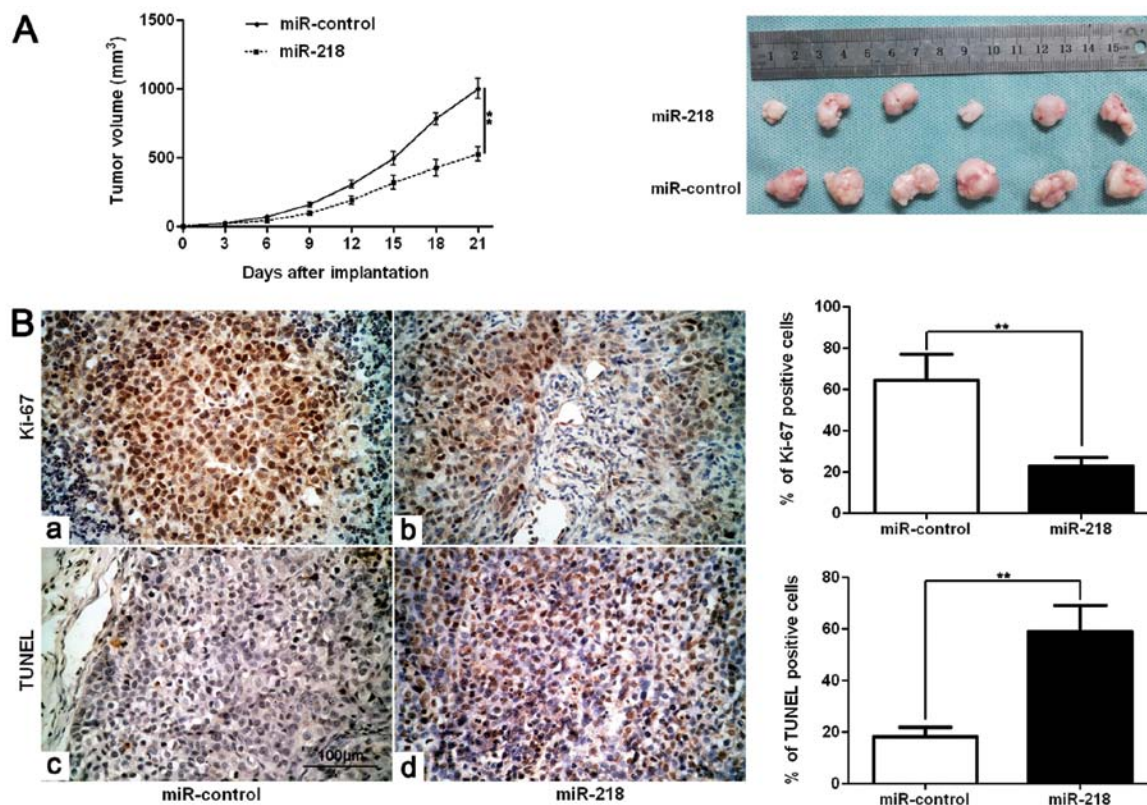 A
Tumor volume (mm³)
1500
1000
500
0
miR-control
miR-218
**
0 3 6 9 12 15 18 21
Days after implantation
1 2 3 4 5 6 7 8 9 10 11 12 13 14 15
miR-218
miR-control
B
Ki-67
a
b
TUNEL
c
100μm
d
miR-control
miR-218
% of Ki-67 positive cells
100
80
60
40
20
0
**
miR-control
miR-218
% of TUNEL positive cells
80
60
40
20
0
**
miR-control
miR-218